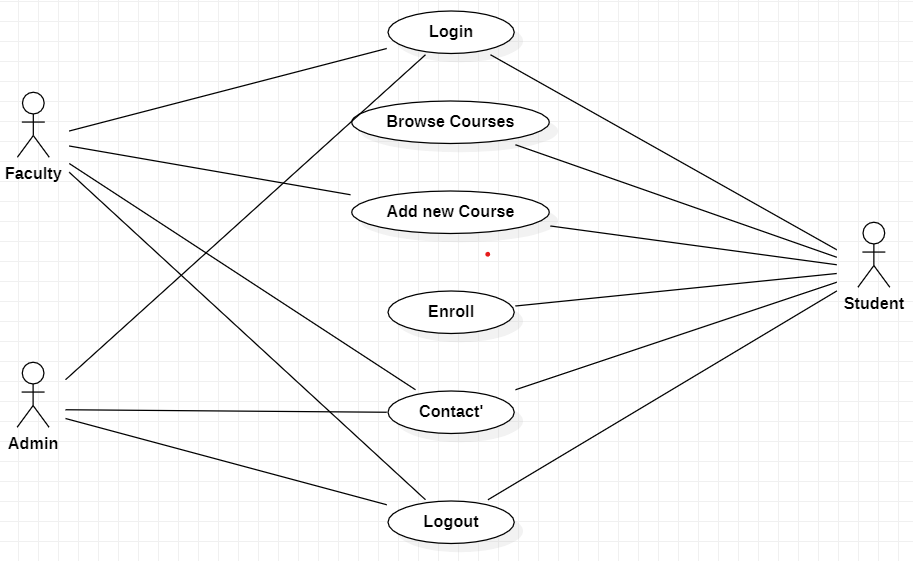 Login
Browse Courses
Faculty
Add new Course
Student
Enroll
Contact'
Admin
Logout